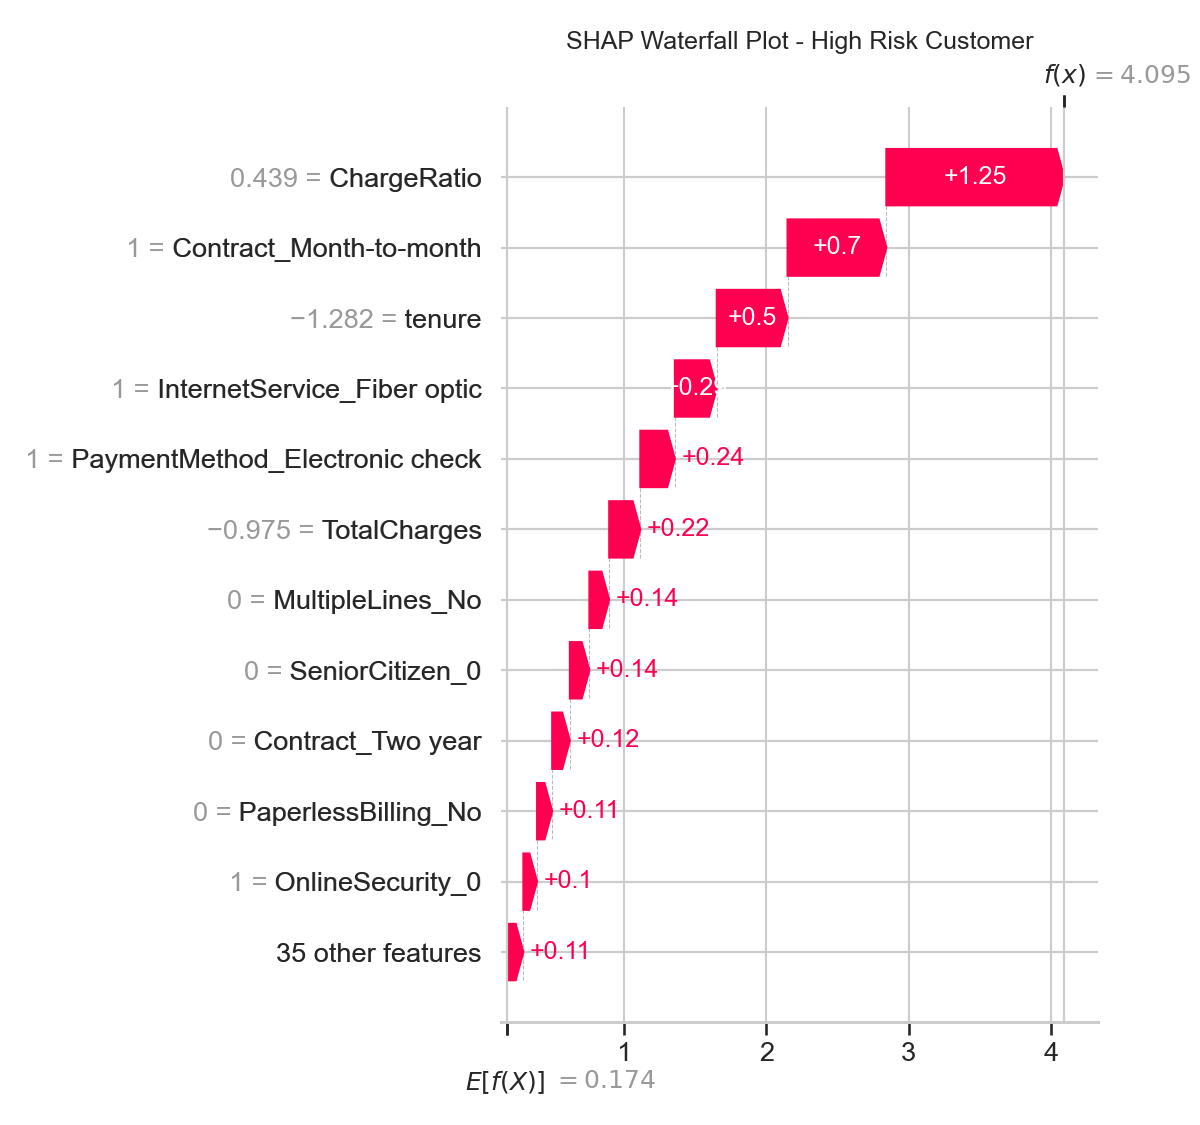 SHAP Waterfall Plot - High Risk Customer
f(x) = 4.095
0.439 = ChargeRatio
+1.25
1 = Contract_Month-to-month
+0.7
−1.282 = tenure
+0.5
1 = InternetService_Fiber optic
1 = PaymentMethod_Electronic check
+0.24
−0.975 = TotalCharges
+0.22
0 = MultipleLines_No
+0.14
0 = SeniorCitizen_0
+0.14
0 = Contract_Two year
+0.12
0 = PaperlessBilling_No
+0.11
1 = OnlineSecurity_0
+0.1
35 other features
+0.11
1 2 3 4
E[f(X)] = 0.174